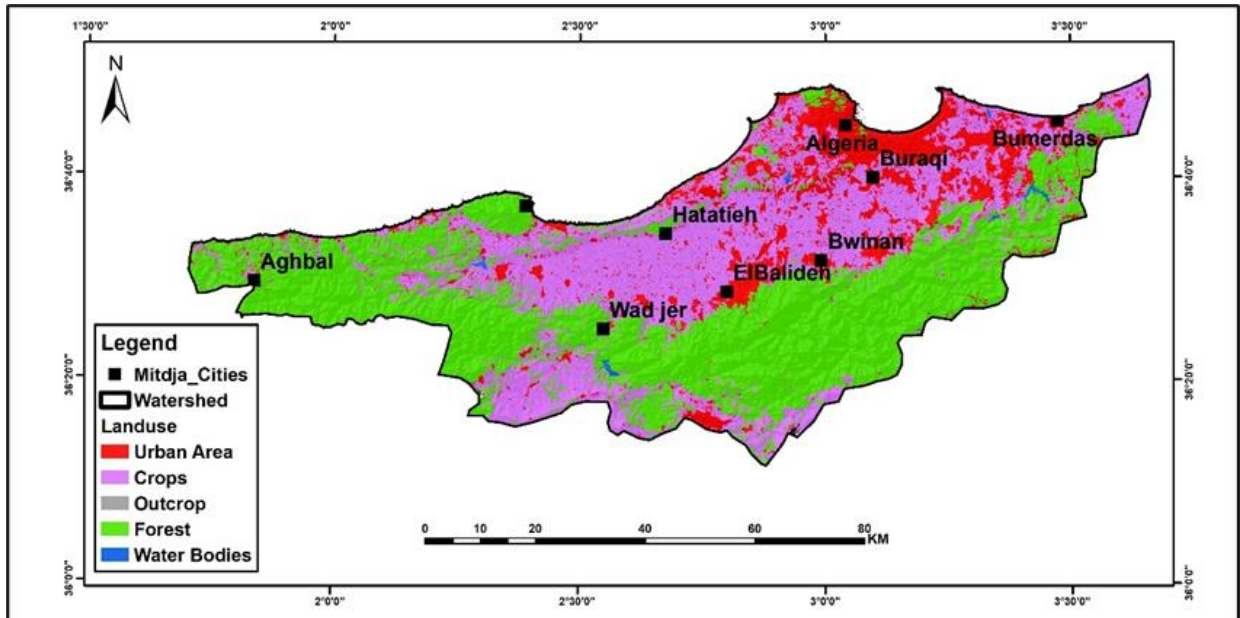 1°30'0" 2°0'0" 2°30'0" 3°0'0" 3°30'0"
N
36°40'0" 36°40'0"
36°20'0" 36°20'0"
36°0'0" 36°0'0"
Algeria
Bumerdas
Buraqi
Hatatieh
Bwinan
Aghbal
ElBalideh
Wad jer
Legend
Mitdja_Cities
Watershed
Landuse
Urban Area
Crops
Outcrop
Forest
Water Bodies
0 10 20 40 60 80
KM
2°0'0" 2°30'0" 3°0'0" 3°30'0"